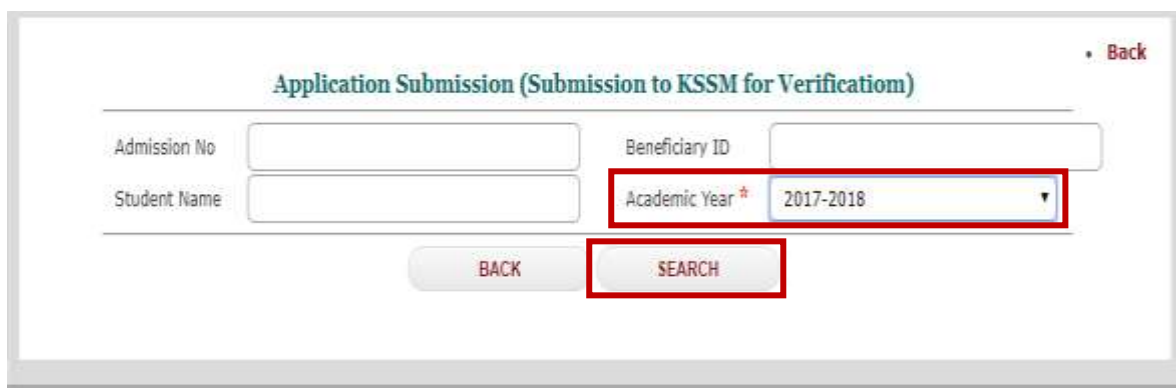 • Back
Application Submission (Submission to KSSM for Verificatiom)
Admission No Beneficiary ID
Student Name Academic Year * 2017-2018
BACK SEARCH